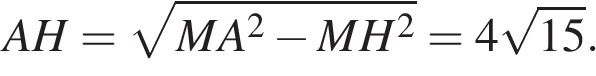 AH = √(MA² − MH²) = 4√15.